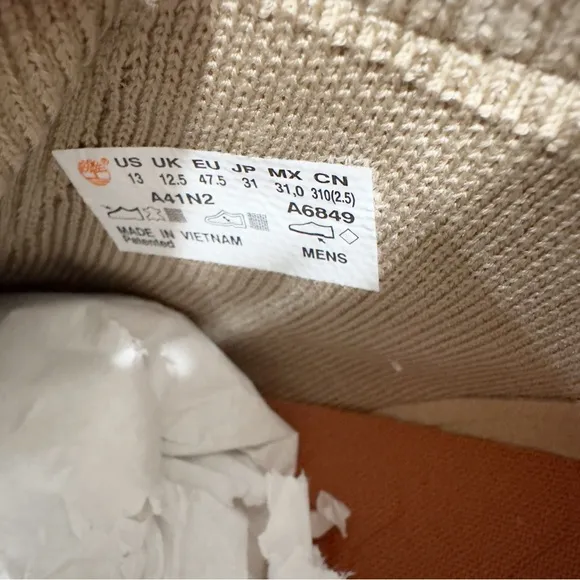 US UK EU JP MX CN
13 12.5 47.5 31 31,0 310(2.5)
A41N2 A6849
MADE IN VIETNAM
Patented MENS